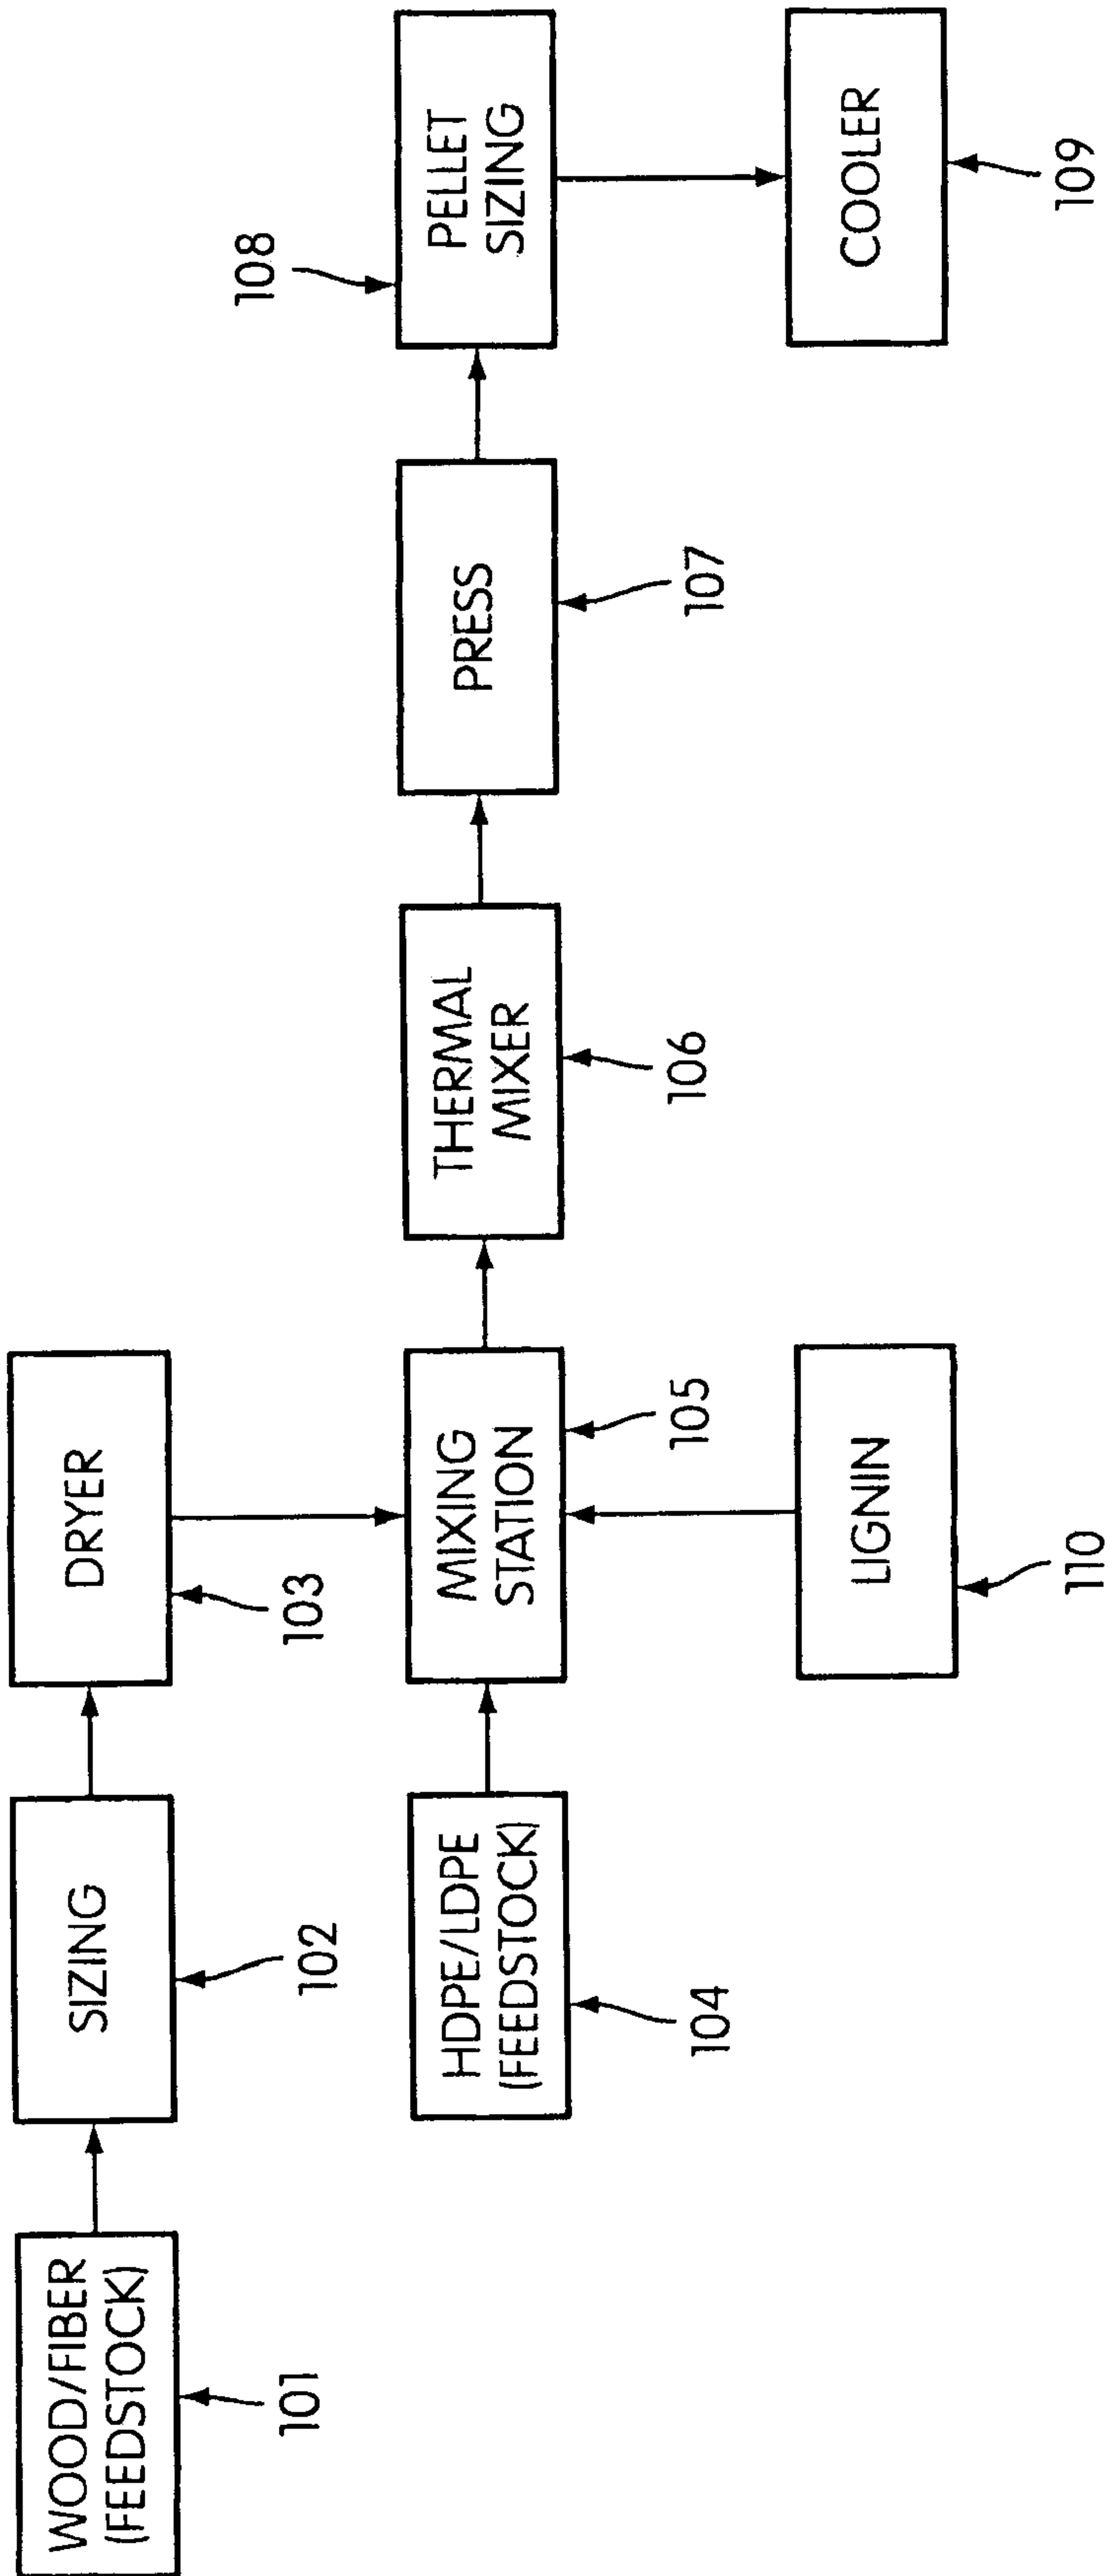 WOOD/FIBER
(FEEDSTOCK)
101
SIZING
102
DRYER
103
HDPE/LDPE
(FEEDSTOCK)
104
MIXING
STATION
105
LIGNIN
110
THERMAL
MIXER
106
PRESS
107
PELLET
SIZING
108
COOLER
109